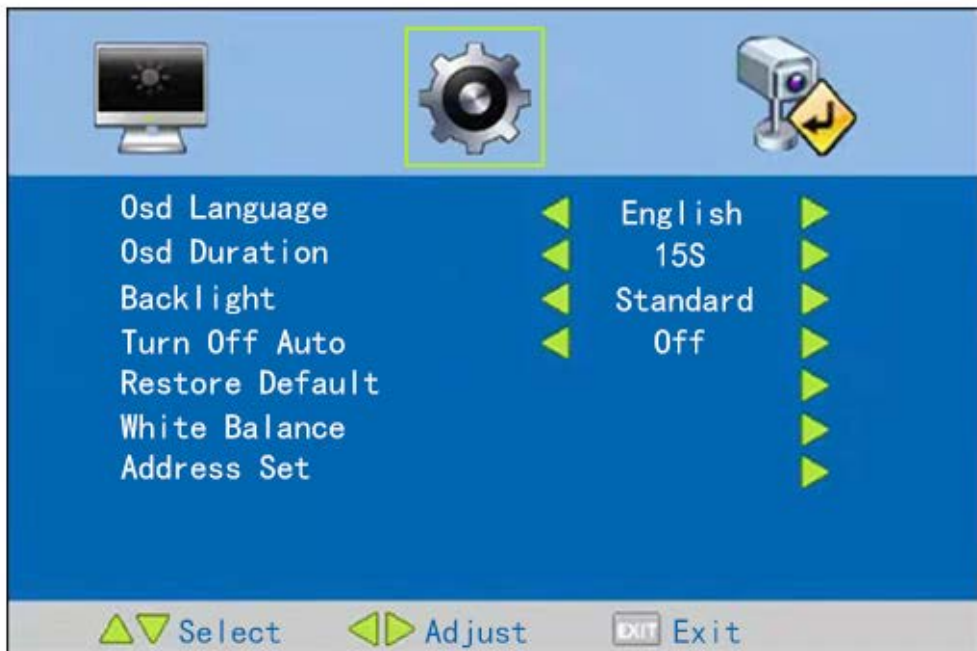 Osd Language English
Osd Duration 15S
Backlight Standard
Turn Off Auto Off
Restore Default
White Balance
Address Set
Select Adjust EXIT Exit